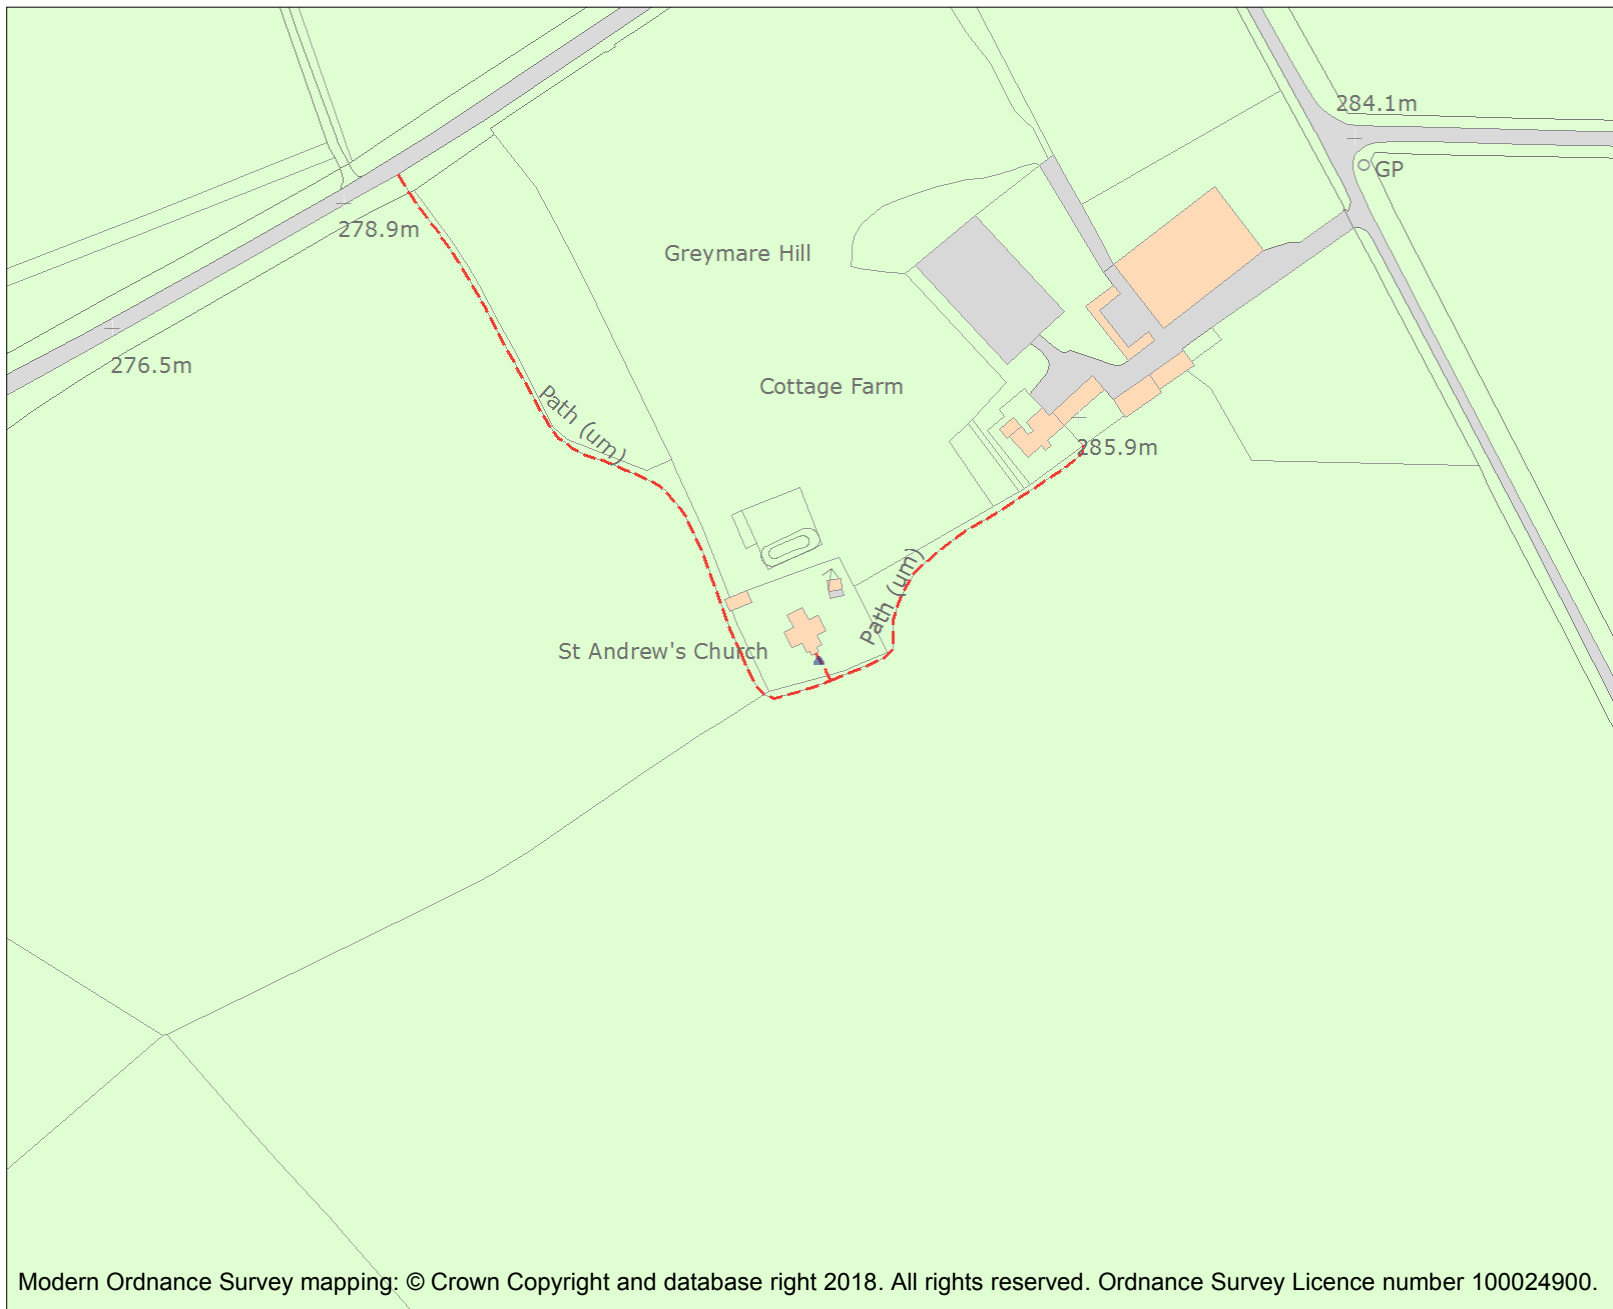 284.1m
GP
278.9m
Greymare Hill
276.5m
Cottage Farm
Path (um)
285.9m
Path (um)
St Andrew's Church
Modern Ordnance Survey mapping: © Crown Copyright and database right 2018. All rights reserved. Ordnance Survey Licence number 100024900.